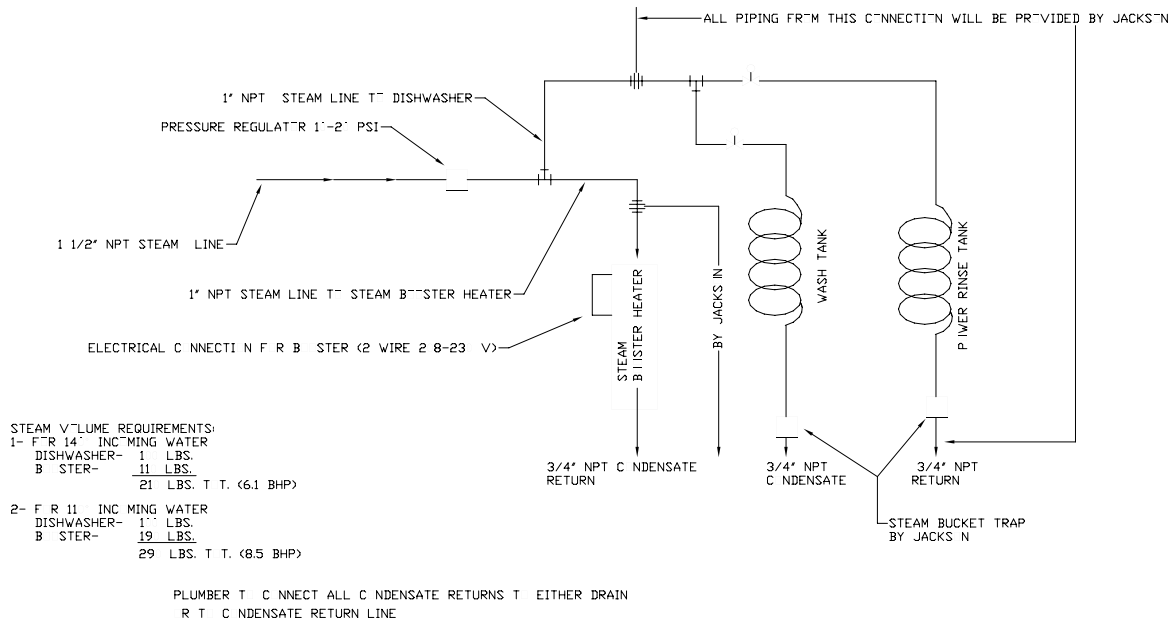 ALL PIPING FR M THIS C NNECTI N WILL BE PR VIDED BY JACKS N
1" NPT STEAM LINE T DISHWASHER
PRESSURE REGULAT R 1 -2 PSI
1 1/2" NPT STEAM LINE
1" NPT STEAM LINE T STEAM B STER HEATER
ELECTRICAL C NNECTI N F R B STER (2 WIRE 2 8-23 V)
STEAM
B STER HEATER
BY JACKS N
WASH TANK
P WER RINSE TANK
STEAM V LUME REQUIREMENTS:
1- F R 14 INC MING WATER
DISHWASHER- 1 LBS.
B STER- 11 LBS.
21 LBS. T T. (6.1 BHP)
2- F R 11 INC MING WATER
DISHWASHER- 1 LBS.
B STER- 19 LBS.
29 LBS. T T. (8.5 BHP)
3/4" NPT C NDENSATE
RETURN
3/4" NPT
C NDENSATE
3/4" NPT
RETURN
STEAM BUCKET TRAP
BY JACKS N
PLUMBER T C NNECT ALL C NDENSATE RETURNS T EITHER DRAIN
R T C NDENSATE RETURN LINE